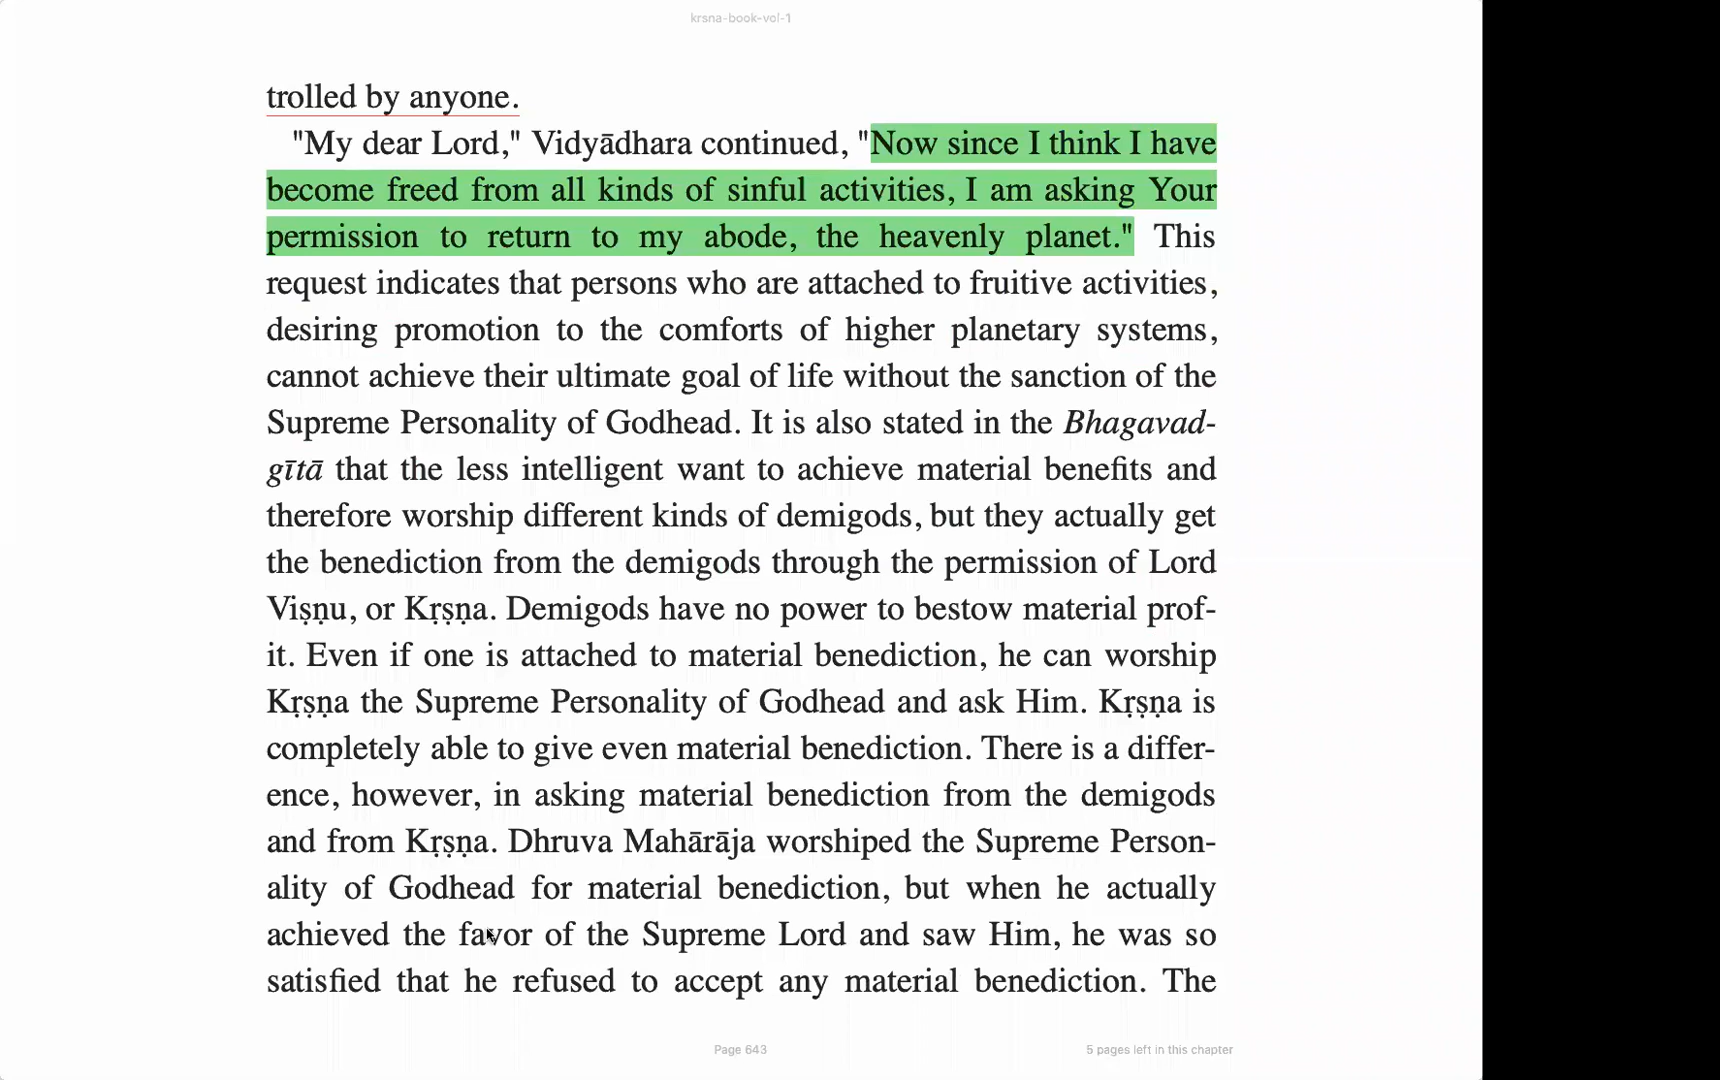 krsna-book-vol-1
trolled by anyone.
"My dear Lord," Vidyādhara continued, "Now since I think I have
become freed from all kinds of sinful activities, I am asking Your
permission to return to my abode, the heavenly planet." This
request indicates that persons who are attached to fruitive activities,
desiring promotion to the comforts of higher planetary systems,
cannot achieve their ultimate goal of life without the sanction of the
Supreme Personality of Godhead. It is also stated in the Bhagavad-
gītā that the less intelligent want to achieve material benefits and
therefore worship different kinds of demigods, but they actually get
the benediction from the demigods through the permission of Lord
Viṣṇu, or Kṛṣṇa. Demigods have no power to bestow material prof-
it. Even if one is attached to material benediction, he can worship
Kṛṣṇa the Supreme Personality of Godhead and ask Him. Kṛṣṇa is
completely able to give even material benediction. There is a differ-
ence, however, in asking material benediction from the demigods
and from Kṛṣṇa. Dhruva Mahārāja worshiped the Supreme Person-
ality of Godhead for material benediction, but when he actually
achieved the favor of the Supreme Lord and saw Him, he was so
satisfied that he refused to accept any material benediction. The
Page 643
5 pages left in this chapter